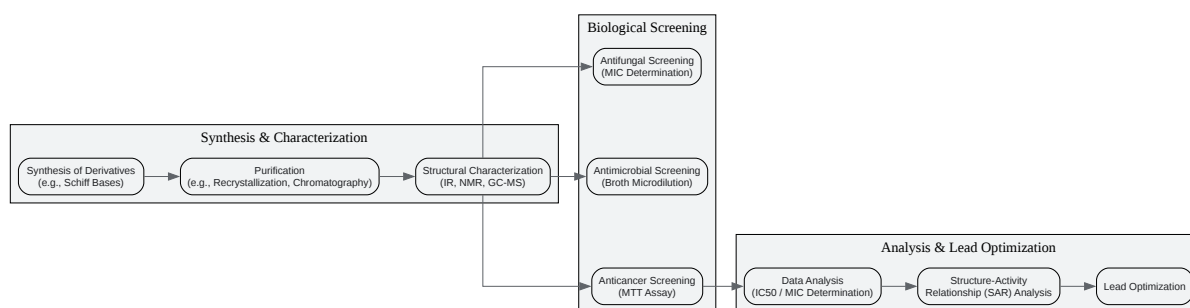 Synthesis & Characterization
Synthesis of Derivatives
(e.g., Schiff Bases)
Purification
(e.g., Recrystallization, Chromatography)
Structural Characterization
(IR, NMR, GC-MS)
Biological Screening
Antifungal Screening
(MIC Determination)
Antimicrobial Screening
(Broth Microdilution)
Anticancer Screening
(MTT Assay)
Analysis & Lead Optimization
Data Analysis
(IC50 / MIC Determination)
Structure-Activity
Relationship (SAR) Analysis
Lead Optimization